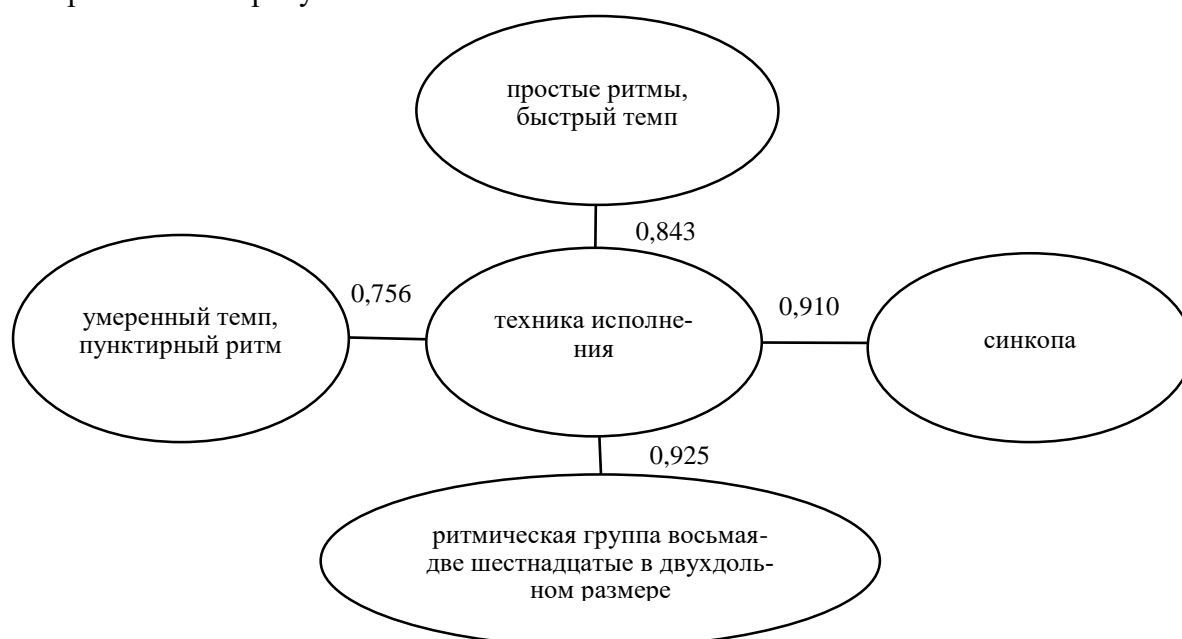 простые ритмы,
быстрый темп
0,843
умеренный темп,
пунктирный ритм
0,756
техника исполне-
ния
0,910
синкопа
0,925
ритмическая группа восьмая-
две шестнадцатые в двухдоль-
ном размере